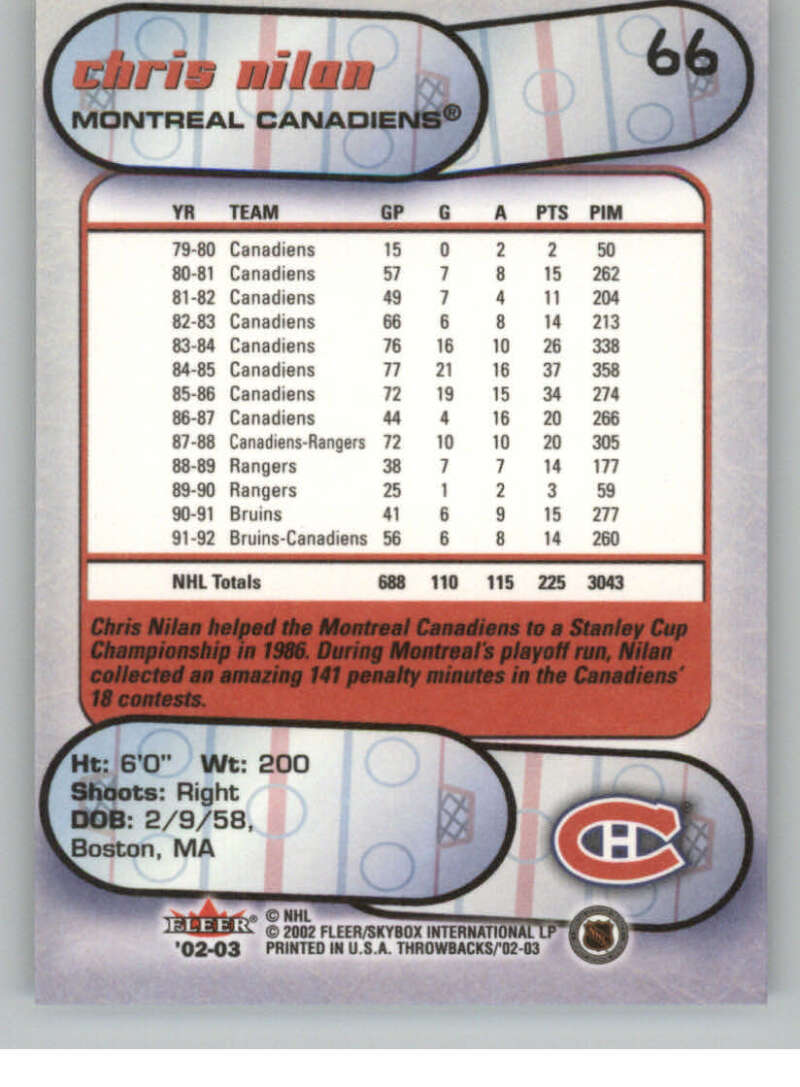 chris nilan
66
MONTREAL CANADIENS®
YR TEAM GP G A PTS PIM
79-80 Canadiens 15 0 2 2 50
80-81 Canadiens 57 7 8 15 262
81-82 Canadiens 49 7 4 11 204
82-83 Canadiens 66 6 8 14 213
83-84 Canadiens 76 16 10 26 338
84-85 Canadiens 77 21 16 37 358
85-86 Canadiens 72 19 15 34 274
86-87 Canadiens 44 4 16 20 266
87-88 Canadiens-Rangers 72 10 10 20 305
88-89 Rangers 38 7 7 14 177
89-90 Rangers 25 1 2 3 59
90-91 Bruins 41 6 9 15 277
91-92 Bruins-Canadiens 56 6 8 14 260
NHL Totals 688 110 115 225 3043
Chris Nilan helped the Montreal Canadiens to a Stanley Cup
Championship in 1986. During Montreal's playoff run, Nilan
collected an amazing 141 penalty minutes in the Canadiens'
18 contests.
Ht: 6'0" Wt: 200
Shoots: Right
DOB: 2/9/58,
Boston, MA
CH
FLEER®
'02-03
© NHL
© 2002 FLEER/SKYBOX INTERNATIONAL LP
PRINTED IN U.S.A. THROWBACKS/'02-03
NHL